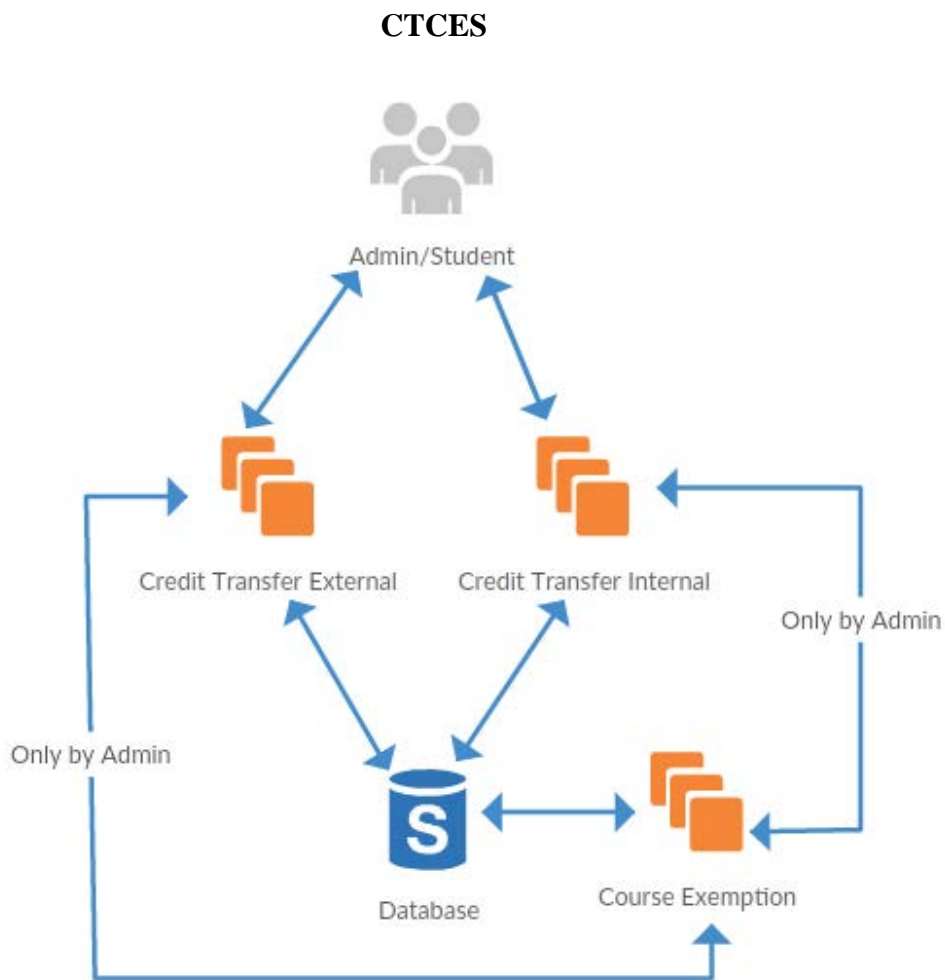 CTCES
Admin/Student
Credit Transfer External
Credit Transfer Internal
Only by Admin
Only by Admin
S
Database
Course Exemption